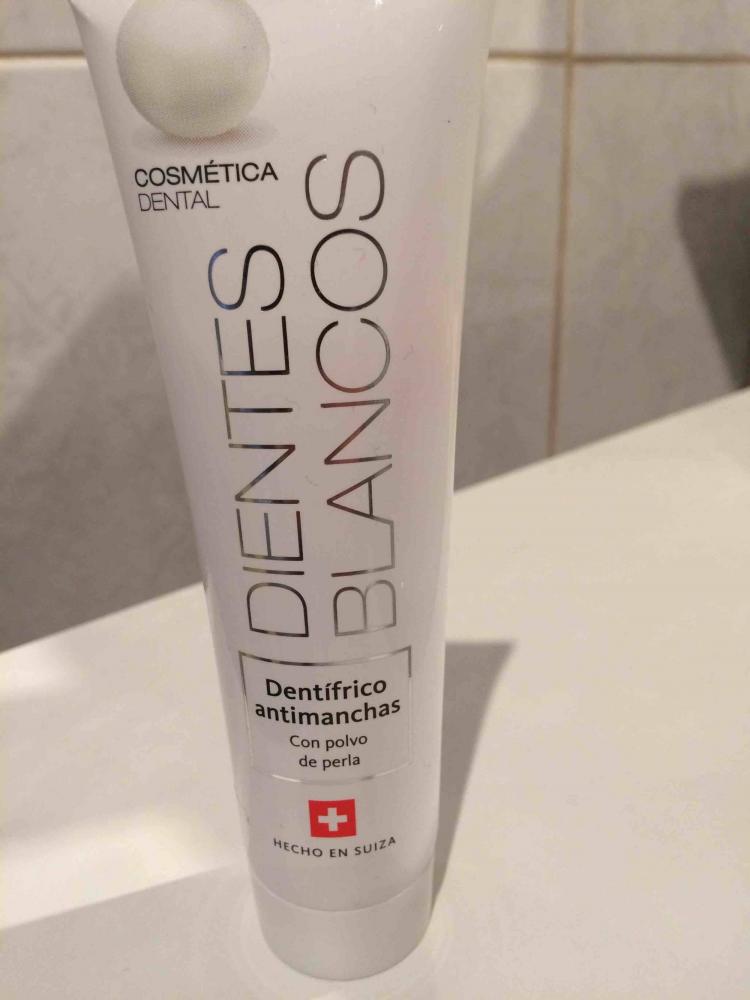 COSMÉTICA
DENTAL
DIENTES
BLANCOS
Dentífrico
antimanchas
Con polvo
de perla
HECHO EN SUIZA